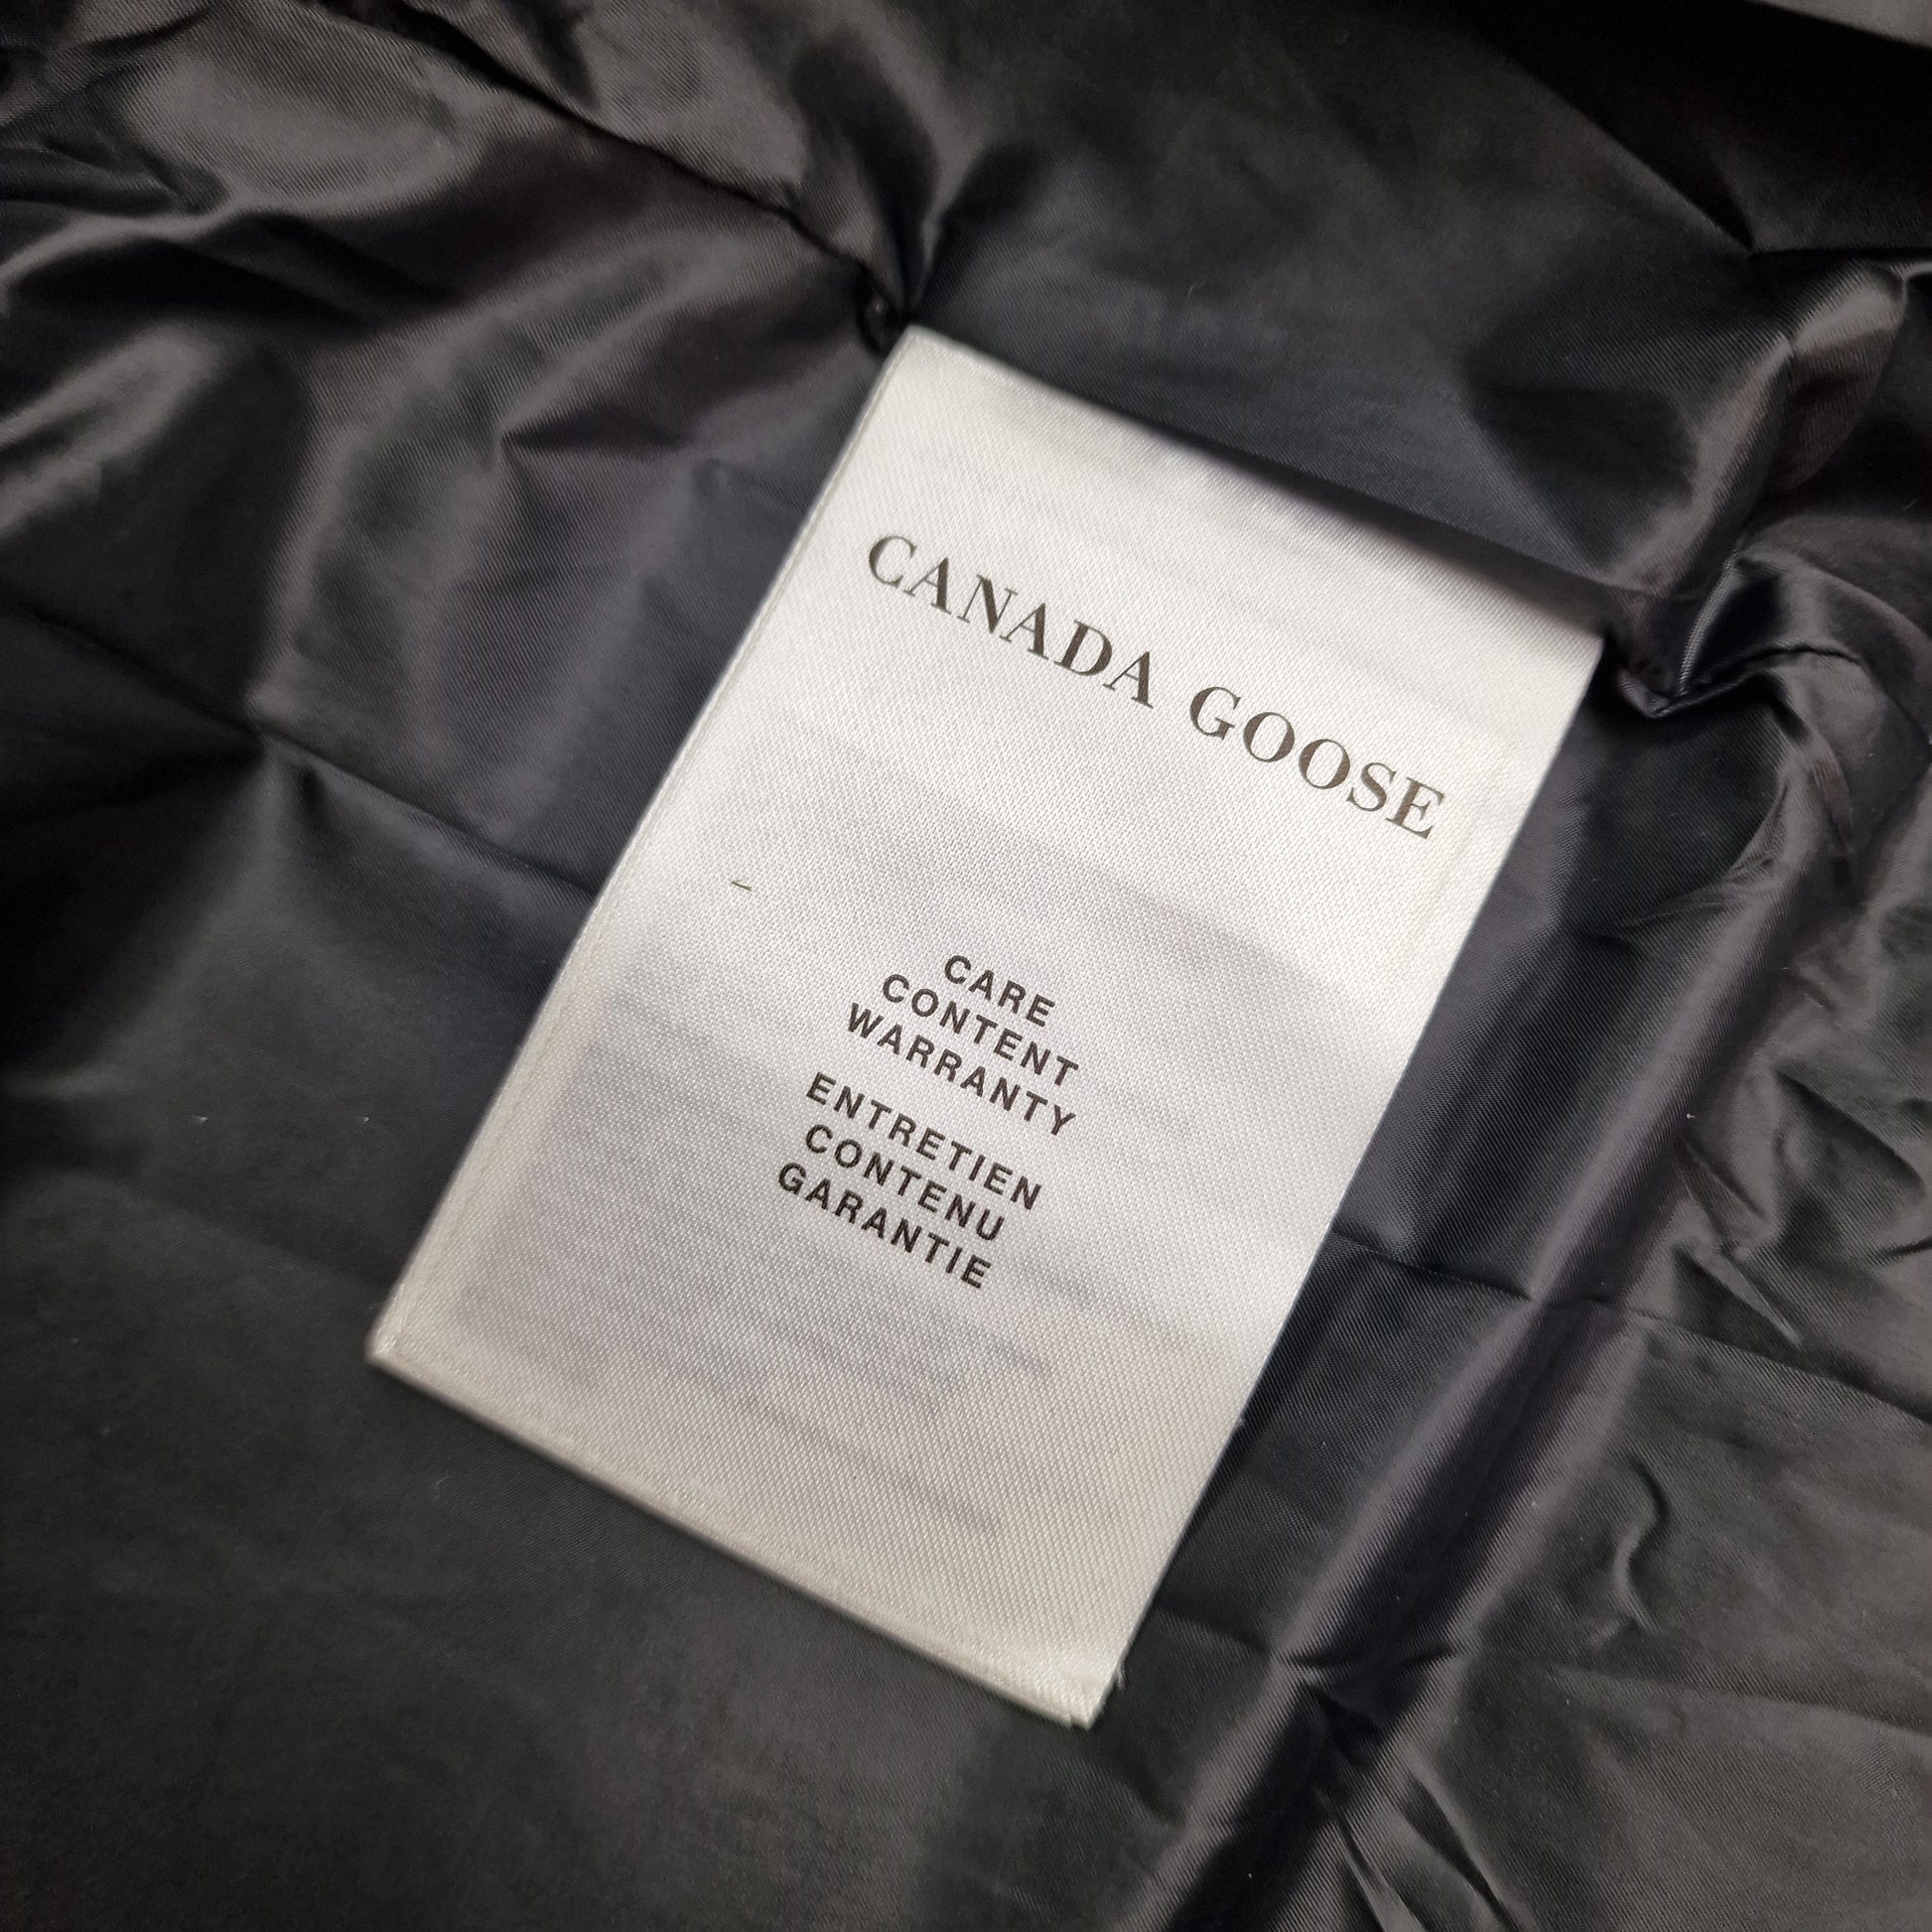 CANADA GOOSE
CARE
CONTENT
WARRANTY
ENTRETIEN
CONTENU
GARANTIE